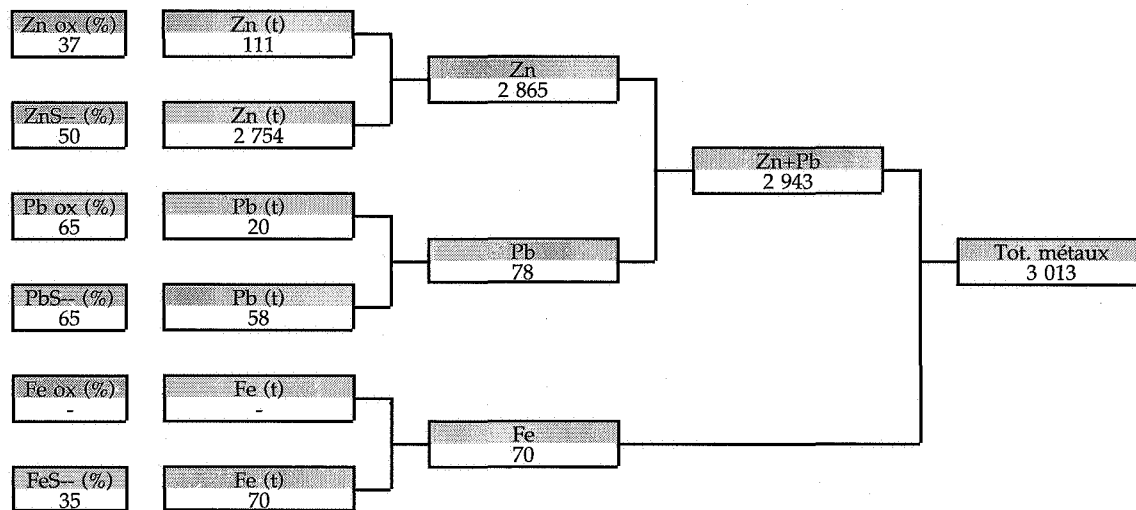 Zn ox (%)
37
Zn (t)
111
Zn
2 865
ZnS-- (%)
50
Zn (t)
2 754
Zn+Pb
2 943
Pb ox (%)
65
Pb (t)
20
Pb
78
Tot. métaux
3 013
PbS-- (%)
65
Pb (t)
58
Fe ox (%)
-
Fe (t)
-
Fe
70
FeS-- (%)
35
Fe (t)
70